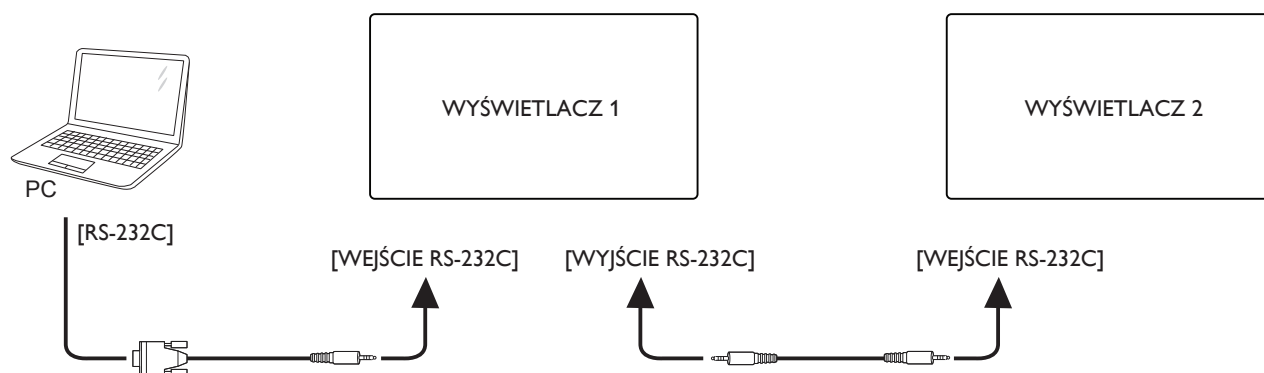 WYŚWIETLACZ 1
WYŚWIETLACZ 2
PC
[RS-232C]
[WEJŚCIE RS-232C]
[WYJŚCIE RS-232C]
[WEJŚCIE RS-232C]